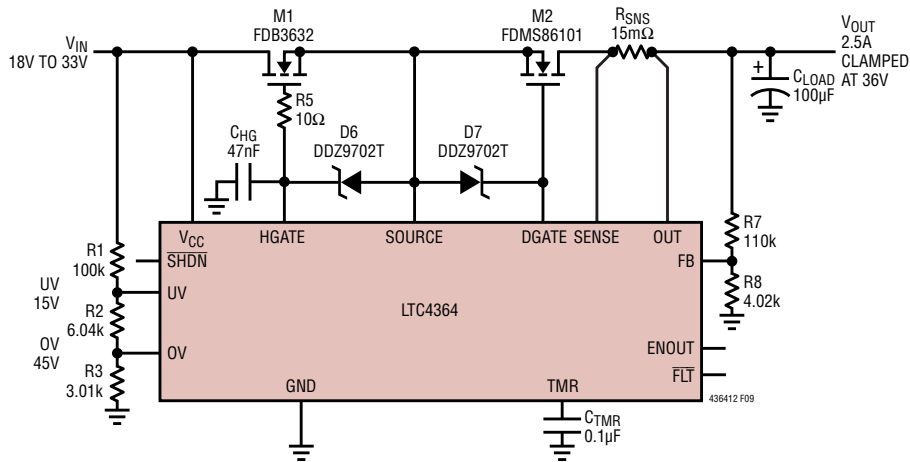 V_IN
18V TO 33V
M1
FDB3632
M2
FDMS86101
R_SNS
15mΩ
V_OUT
2.5A
CLAMPED
AT 36V
+
C_LOAD
100µF
R5
10Ω
C_HG
47nF
D6
DDZ9702T
D7
DDZ9702T
V_CC
HGATE
SOURCE
DGATE
SENSE
OUT
R7
110k
R1
100k
S̅H̅D̅N̅
FB
UV
15V
UV
R8
4.02k
LTC4364
R2
6.04k
OV
45V
OV
ENOUT
R3
3.01k
F̅L̅T̅
GND
TMR
436412 F09
C_TMR
0.1µF